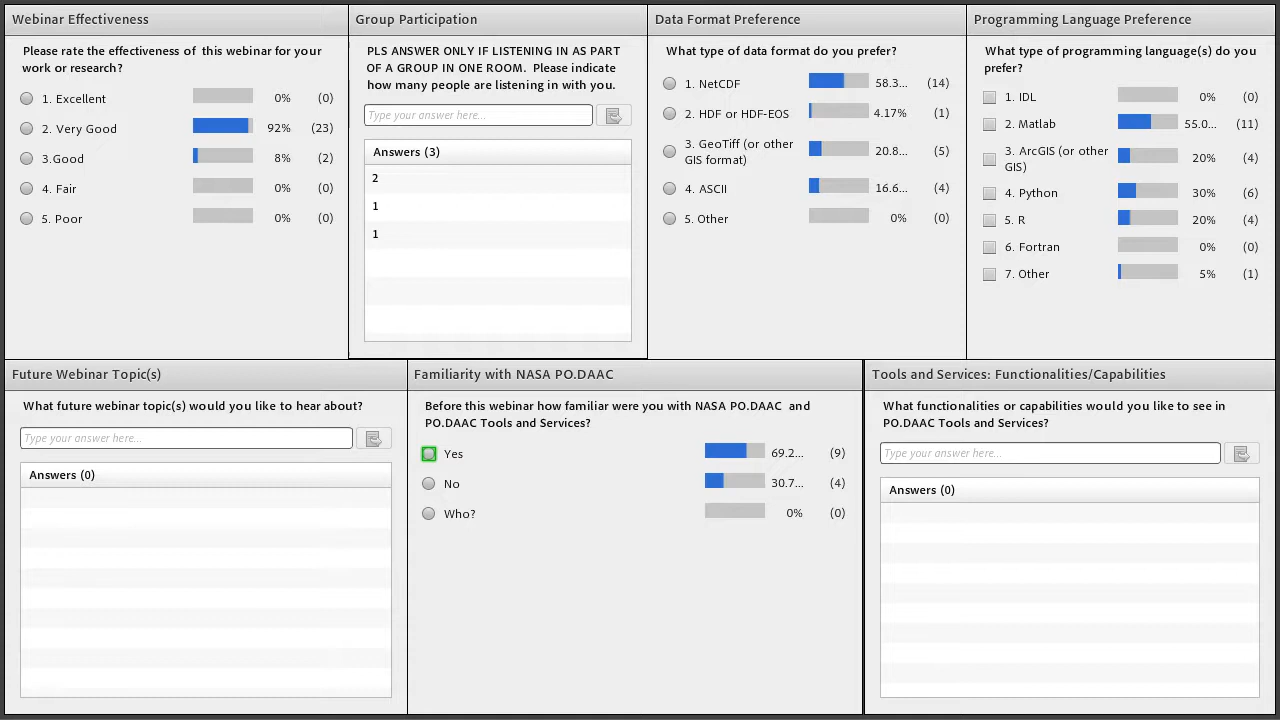 Webinar Effectiveness
Please rate the effectiveness of this webinar for your
work or research?
1. Excellent 0% (0)
2. Very Good 92% (23)
3.Good 8% (2)
4. Fair 0% (0)
5. Poor 0% (0)
Group Participation
PLS ANSWER ONLY IF LISTENING IN AS PART
OF A GROUP IN ONE ROOM. Please indicate
how many people are listening in with you.
Type your answer here...
Answers (3)
2
1
1
Data Format Preference
What type of data format do you prefer?
1. NetCDF 58.3... (14)
2. HDF or HDF-EOS 4.17% (1)
3. GeoTiff (or other
GIS format) 20.8... (5)
4. ASCII 16.6... (4)
5. Other 0% (0)
Programming Language Preference
What type of programming language(s) do you
prefer?
1. IDL 0% (0)
2. Matlab 55.0... (11)
3. ArcGIS (or other
GIS) 20% (4)
4. Python 30% (6)
5. R 20% (4)
6. Fortran 0% (0)
7. Other 5% (1)
Future Webinar Topic(s)
What future webinar topic(s) would you like to hear about?
Type your answer here...
Answers (0)
Familiarity with NASA PO.DAAC
Before this webinar how familiar were you with NASA PO.DAAC and
PO.DAAC Tools and Services?
Yes 69.2... (9)
No 30.7... (4)
Who? 0% (0)
Tools and Services: Functionalities/Capabilities
What functionalities or capabilities would you like to see in
PO.DAAC Tools and Services?
Type your answer here...
Answers (0)